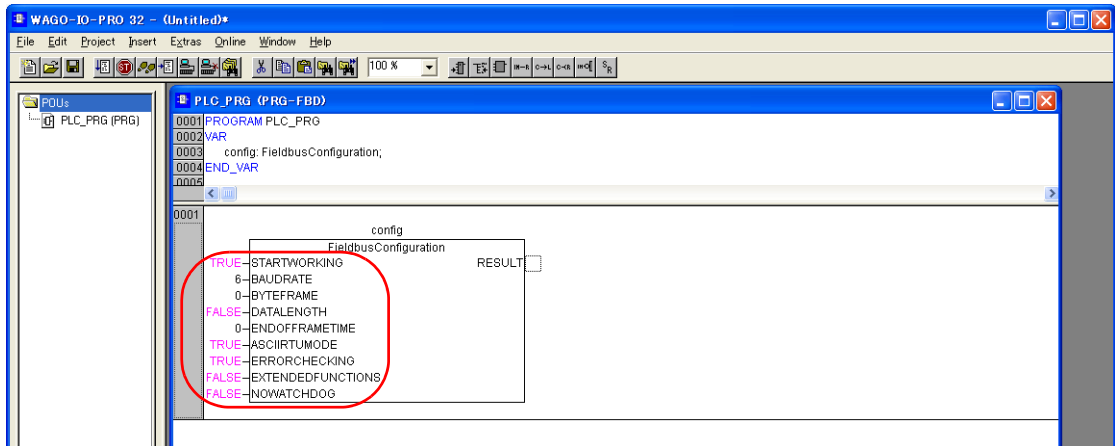 WAGO-IO-PRO 32 - (Untitled)*
File Edit Project Insert Extras Online Window Help
100 %
POUs
PLC_PRG (PRG)
PLC_PRG (PRG-FBD)
0001 PROGRAM PLC_PRG
0002 VAR
0003 config: FieldbusConfiguration;
0004 END_VAR
0005
0001
config
FieldbusConfiguration
TRUE STARTWORKING RESULT
6 BAUDRATE
0 BYTEFRAME
FALSE DATALENGTH
0 ENDOFFRAMETIME
TRUE ASCIIRTUMODE
TRUE ERRORCHECKING
FALSE EXTENDEDFUNCTIONS
FALSE NOWATCHDOG